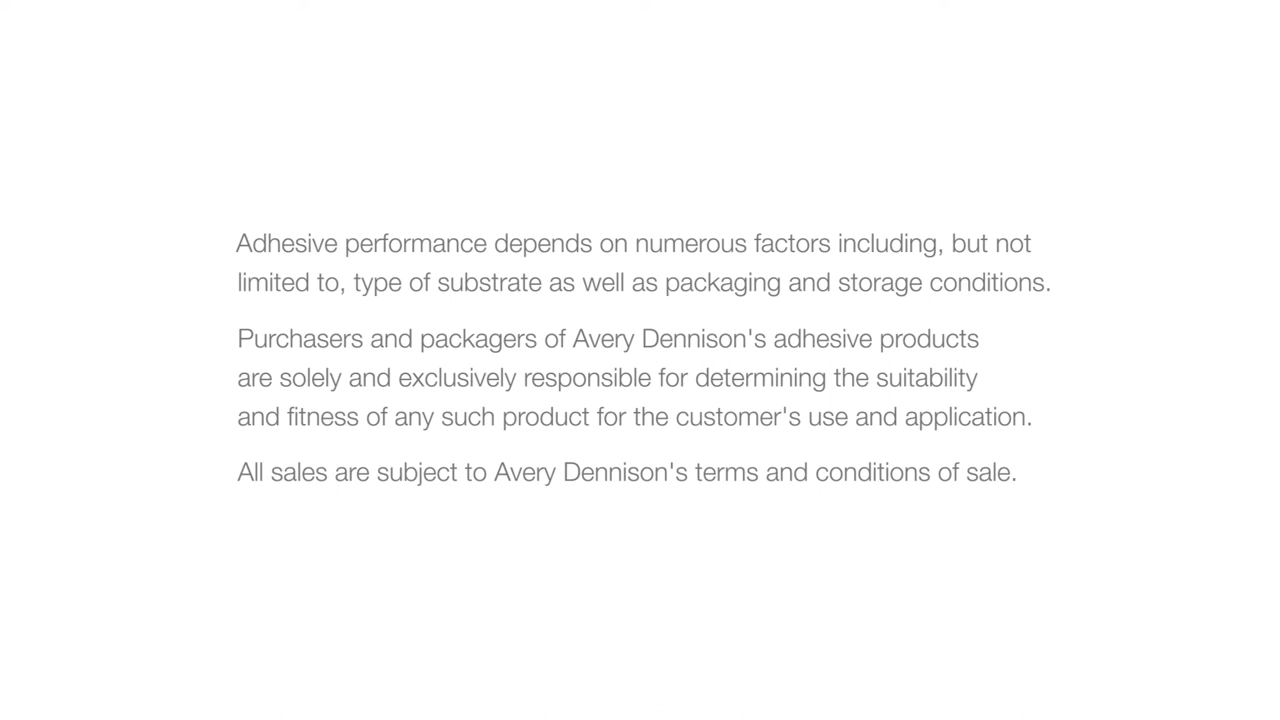 Adhesive performance depends on numerous factors including, but not
limited to, type of substrate as well as packaging and storage conditions.
Purchasers and packagers of Avery Dennison's adhesive products
are solely and exclusively responsible for determining the suitability
and fitness of any such product for the customer's use and application.
All sales are subject to Avery Dennison's terms and conditions of sale.